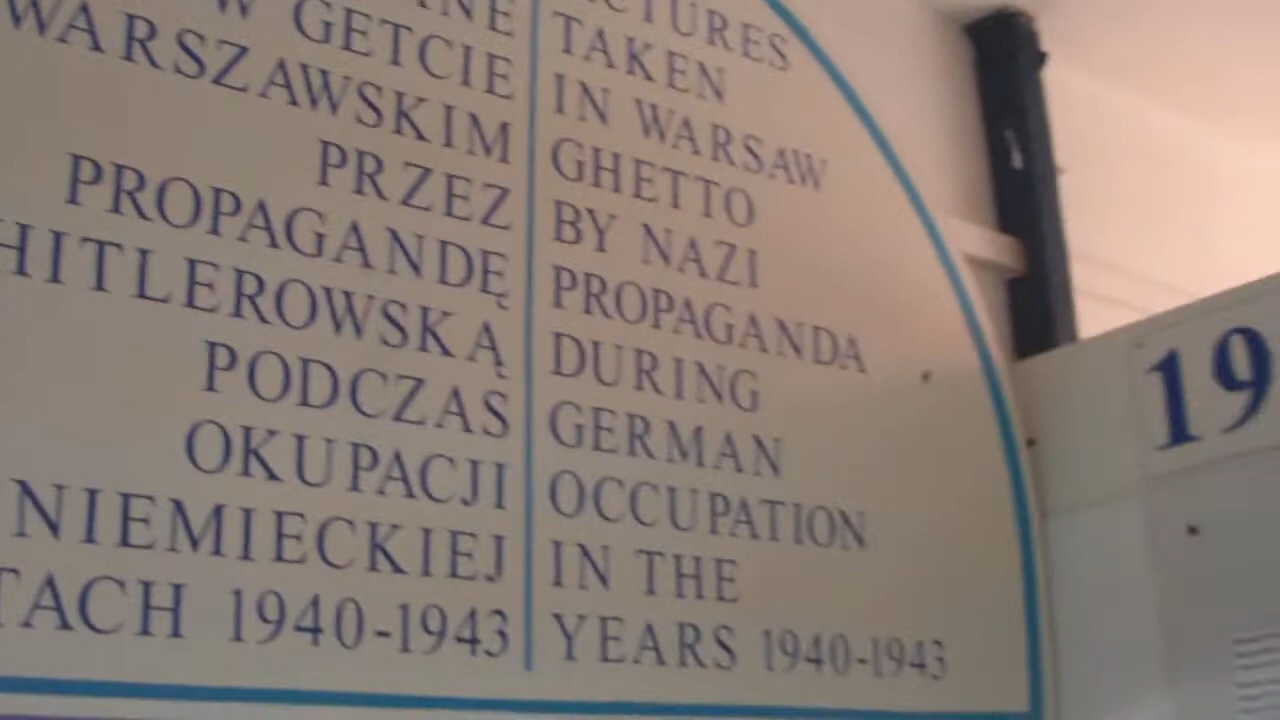 W GETCIE
WARSZAWSKIM
PRZEZ
PROPAGANDĘ
HITLEROWSKĄ
PODCZAS
OKUPACJI
NIEMIECKIEJ
TACH 1940-1943
CTURES
TAKEN
IN WARSAW
GHETTO
BY NAZI
PROPAGANDA
DURING
GERMAN
OCCUPATION
IN THE
YEARS 1940-1943
19